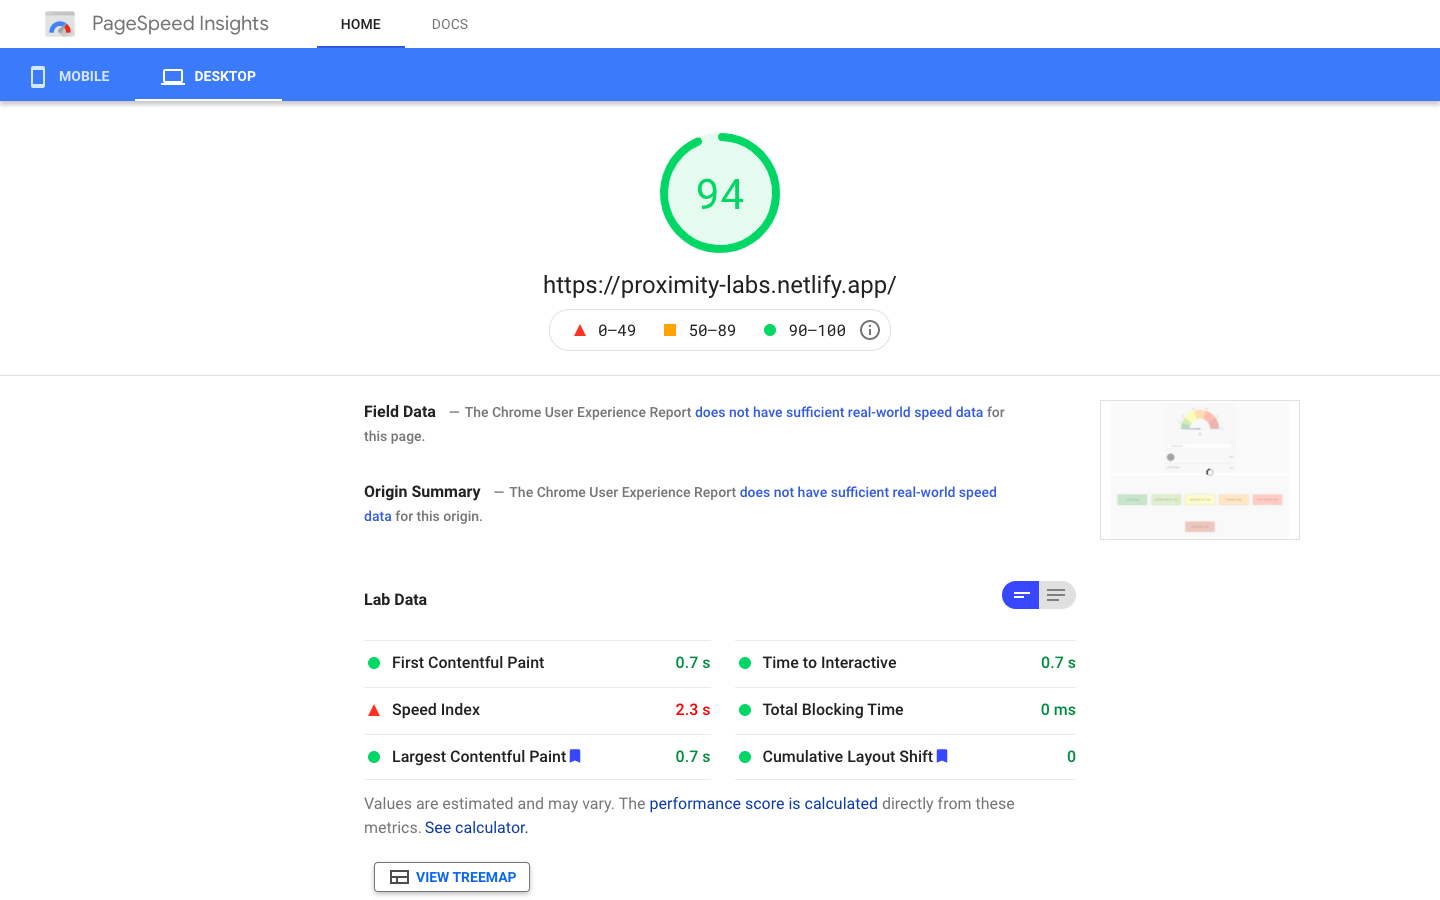 PageSpeed Insights HOME DOCS
MOBILE DESKTOP
94
https://proximity-labs.netlify.app/
0–49 50–89 90–100
Field Data — The Chrome User Experience Report does not have sufficient real-world speed data for
this page.
Origin Summary — The Chrome User Experience Report does not have sufficient real-world speed
data for this origin.
Lab Data
First Contentful Paint 0.7 s
Time to Interactive 0.7 s
Speed Index 2.3 s
Total Blocking Time 0 ms
Largest Contentful Paint 0.7 s
Cumulative Layout Shift 0
Values are estimated and may vary. The performance score is calculated directly from these
metrics. See calculator.
VIEW TREEMAP